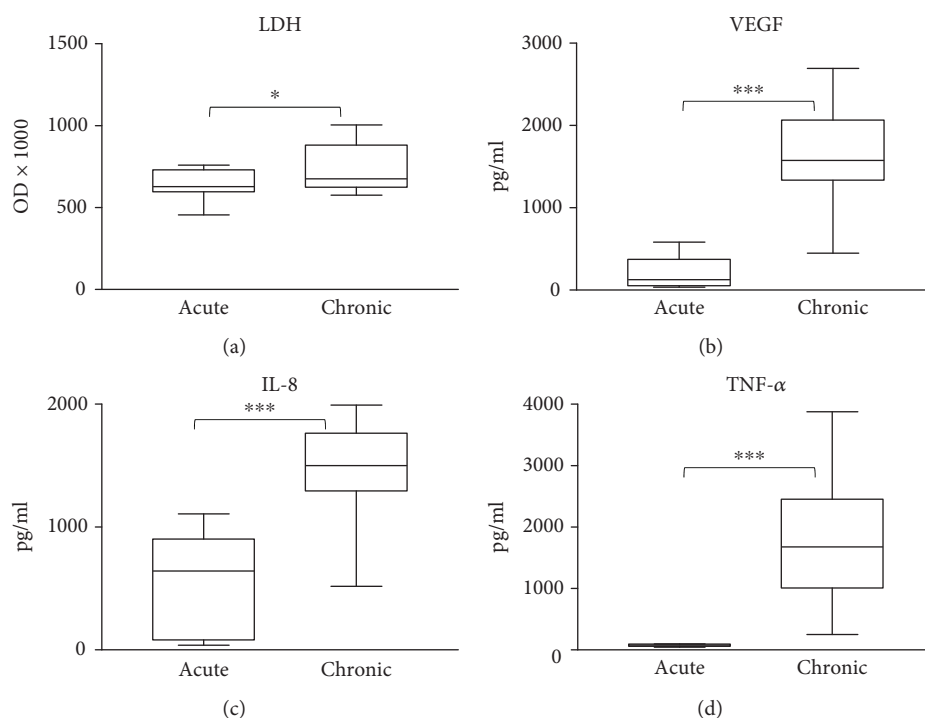 LDH
1500
1000
500
0
OD × 1000
*
Acute
Chronic
(a)
VEGF
3000
2000
1000
0
pg/ml
***
Acute
Chronic
(b)
IL-8
2000
1000
0
pg/ml
***
Acute
Chronic
(c)
TNF-α
4000
3000
2000
1000
0
pg/ml
***
Acute
Chronic
(d)